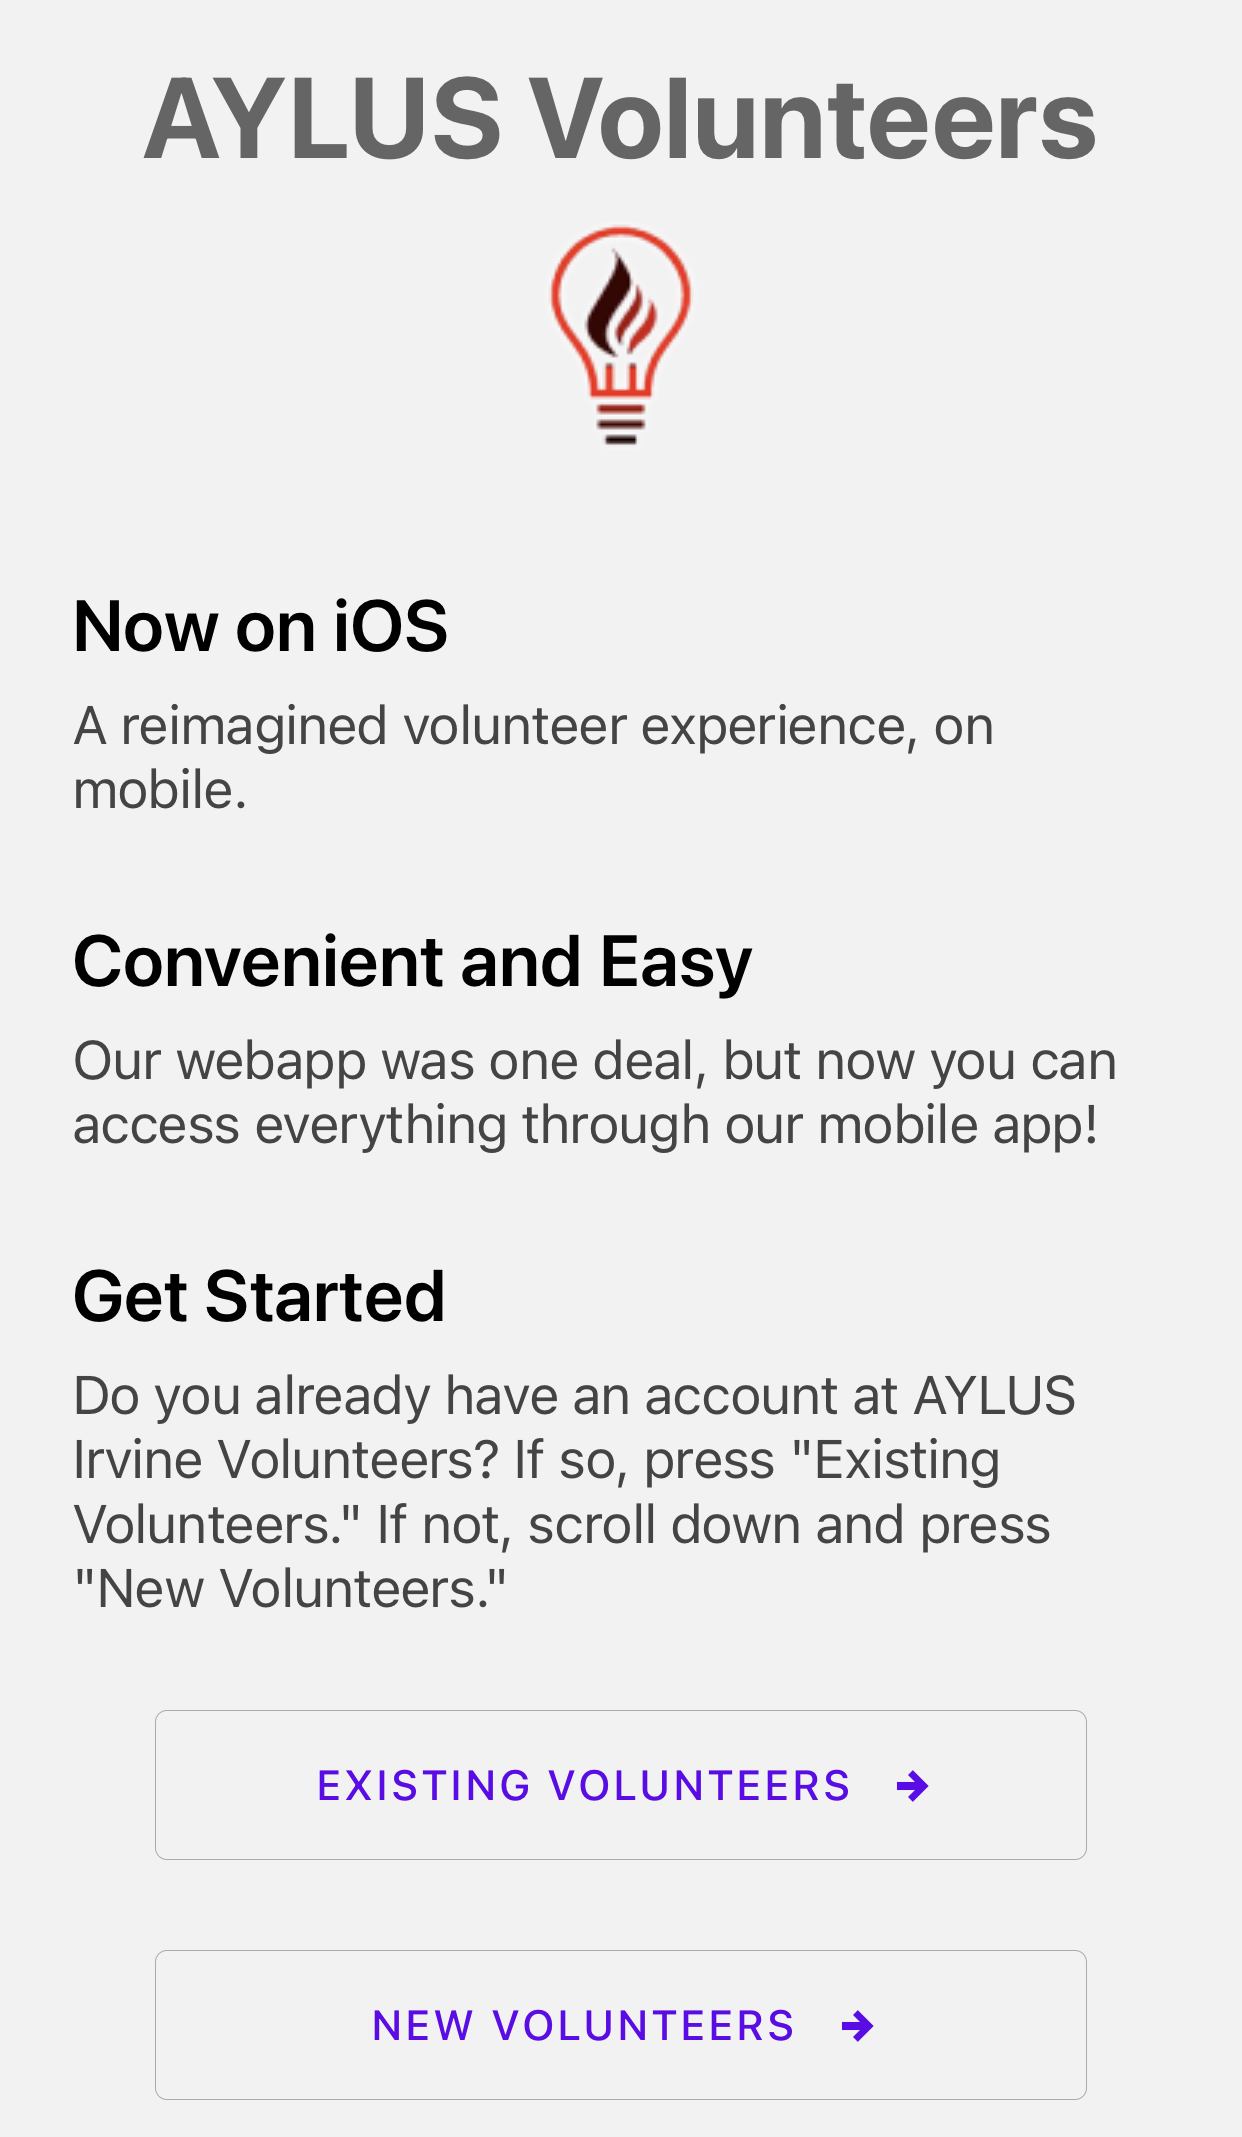 AYLUS Volunteers
Now on iOS
A reimagined volunteer experience, on
mobile.
Convenient and Easy
Our webapp was one deal, but now you can
access everything through our mobile app!
Get Started
Do you already have an account at AYLUS
Irvine Volunteers? If so, press "Existing
Volunteers." If not, scroll down and press
"New Volunteers."
EXISTING VOLUNTEERS
NEW VOLUNTEERS